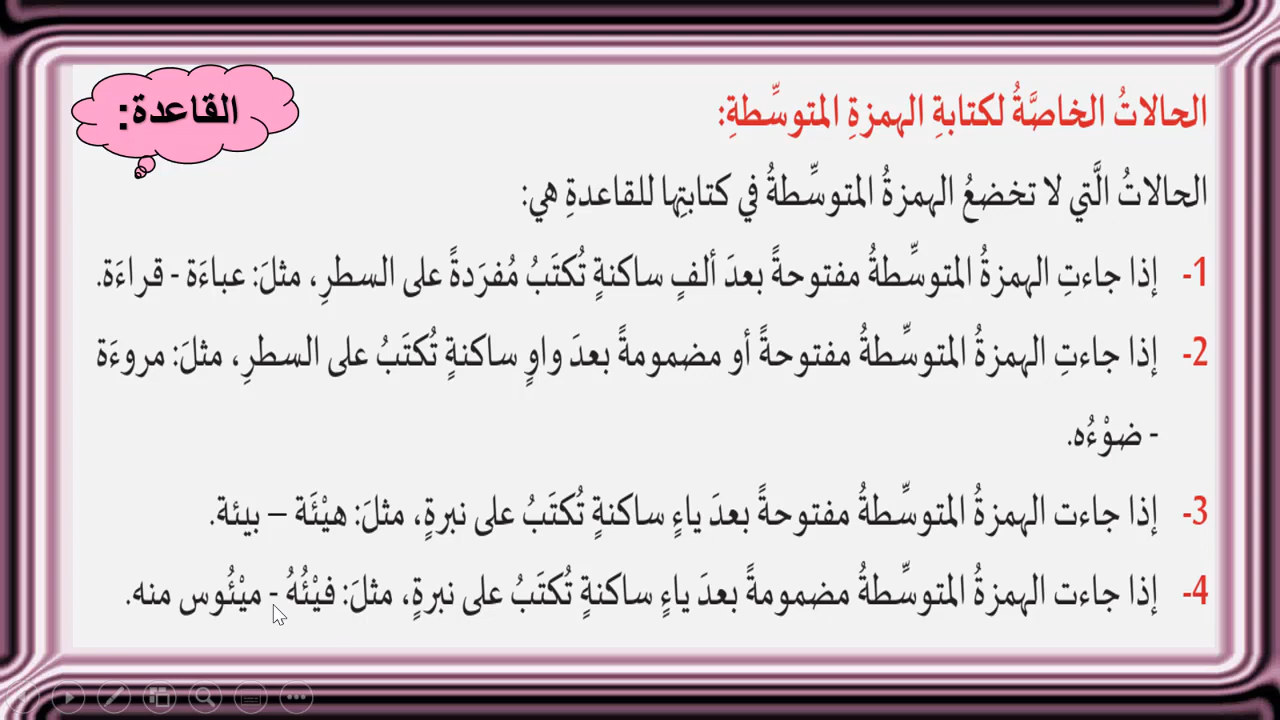 القاعدة:
الحالاتُ الخاصَّةُ لكتابةِ الهمزةِ المتوسِّطةِ:
الحالاتُ الَّتي لا تخضعُ الهمزةُ المتوسِّطةُ في كتابتِها للقاعدةِ هي:
1- إذا جاءتِ الهمزةُ المتوسِّطةُ مفتوحةً بعدَ ألفٍ ساكنةٍ تُكتَبُ مُفرَدةً على السطرِ، مثلَ: عباءَة - قراءَة.
2- إذا جاءتِ الهمزةُ المتوسِّطةُ مفتوحةً أو مضمومةً بعدَ واوٍ ساكنةٍ تُكتَبُ على السطرِ، مثلَ: مروءَة
- ضوْءُه.
3- إذا جاءت الهمزةُ المتوسِّطةُ مفتوحةً بعدَ ياءٍ ساكنةٍ تُكتَبُ على نبرةٍ، مثلَ: هيْئَة – بيئة.
4- إذا جاءت الهمزةُ المتوسِّطةُ مضمومةً بعدَ ياءٍ ساكنةٍ تُكتَبُ على نبرةٍ، مثلَ: فيْئُهُ - ميْئُوس منه.